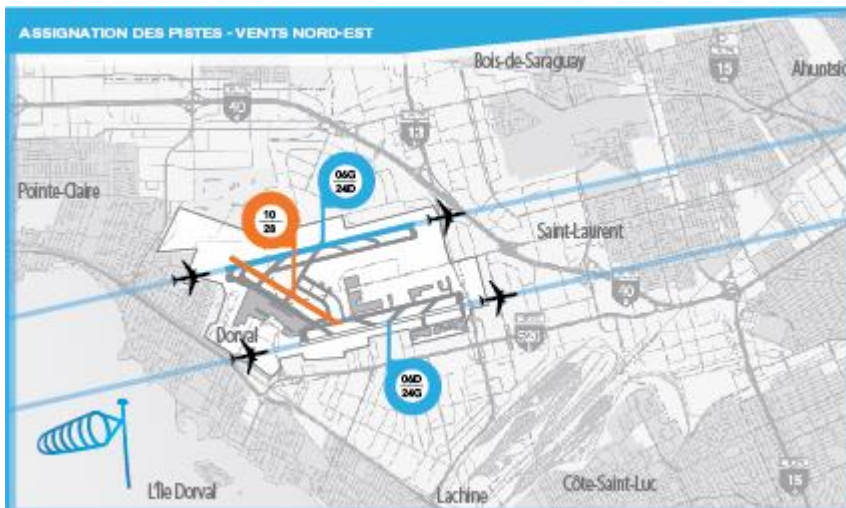 ASSIGNATION DES PISTES - VENTS NORD-EST
Bois-de-Saraguay
15
Ahuntsic
40
13
06G
24D
Pointe-Claire
10
28
Saint-Laurent
40
Dorval
520
06D
24G
L'Île Dorval
Lachine
Côte-Saint-Luc
15